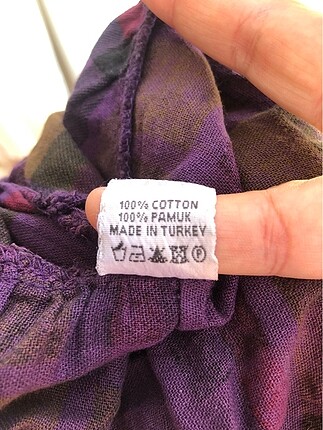 100% COTTON
100% PAMUK
MADE IN TURKEY
P